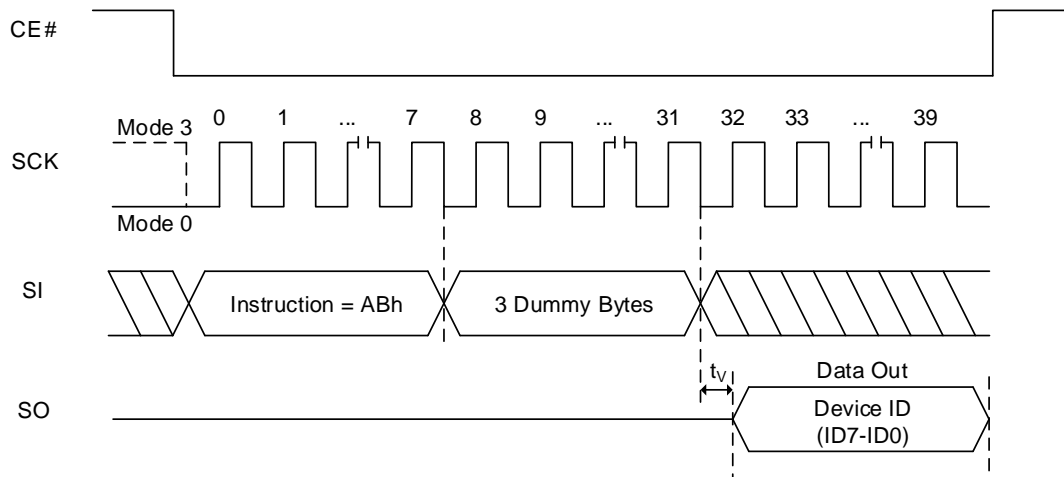 CE#
0 1 ... 7 8 9 ... 31 32 33 ... 39
Mode 3
SCK
Mode 0
SI
Instruction = ABh
3 Dummy Bytes
tV
Data Out
SO
Device ID
(ID7-ID0)